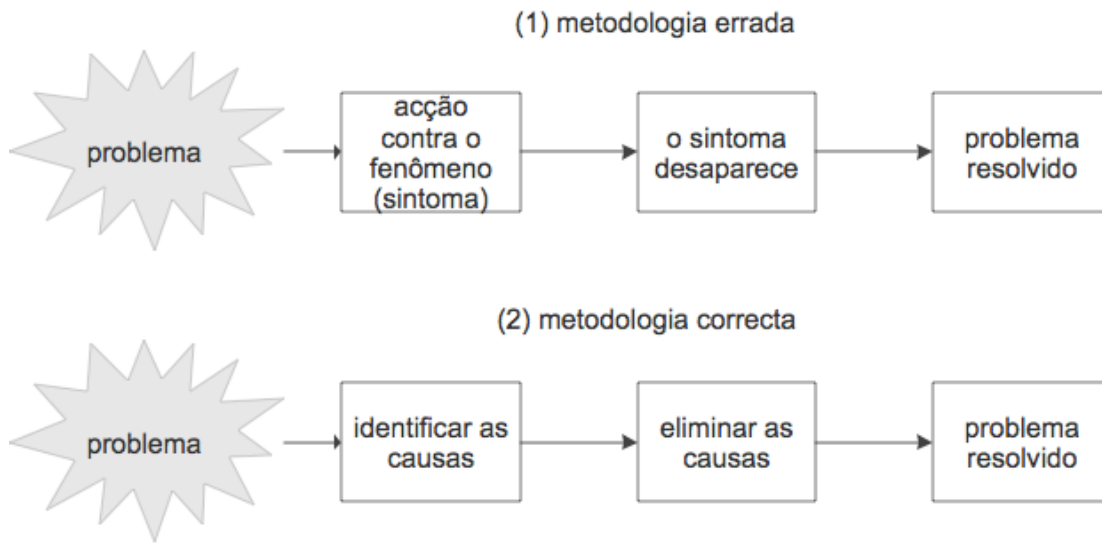 (1) metodologia errada
problema
acção
contra o
fenômeno
(sintoma)
o sintoma
desaparece
problema
resolvido
(2) metodologia correcta
problema
identificar as
causas
eliminar as
causas
problema
resolvido